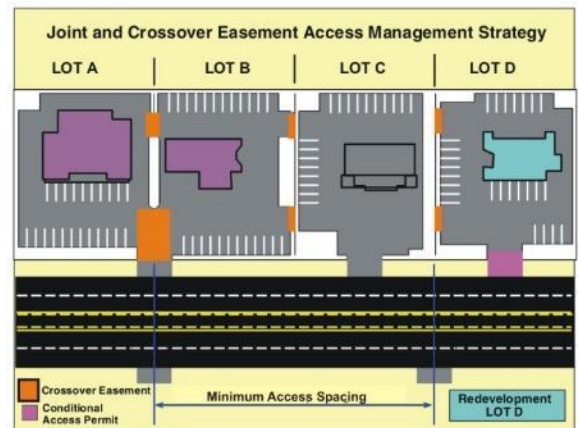 Joint and Crossover Easement Access Management Strategy
LOT A
LOT B
LOT C
LOT D
Crossover Easement
Conditional
Access Permit
Minimum Access Spacing
Redevelopment
LOT D